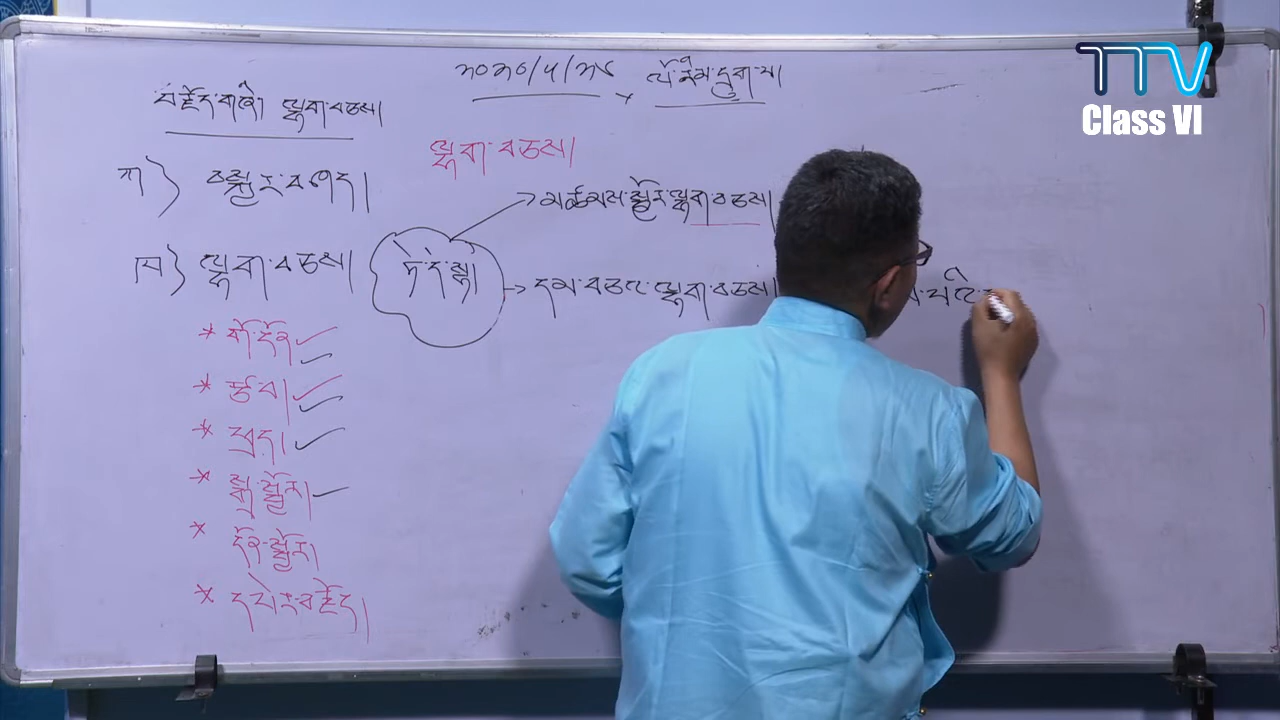 TTV
Class VI
༢༠༢༠/༥/༢༨ ལོ་རིམ་དྲུག་པ།
བརྗོད་གཞི། ལྷག་བཅས།
ལྷག་བཅས།
ཀ) བསྐྱར་བཤད།
མཚམས་སྦྱོར་ལྷག་བཅས།
ཁ) ལྷག་བཅས།
ཏེ་དེ་སྟེ།
དམ་བཅའ་ལྷག་བཅས།
* གོ་དོན
* རྩ་བ།
* ཕྲད།
* སྒྲ་སྦྱོར།
* དོན་སྦྱོར།
* དཔེར་བརྗོད།